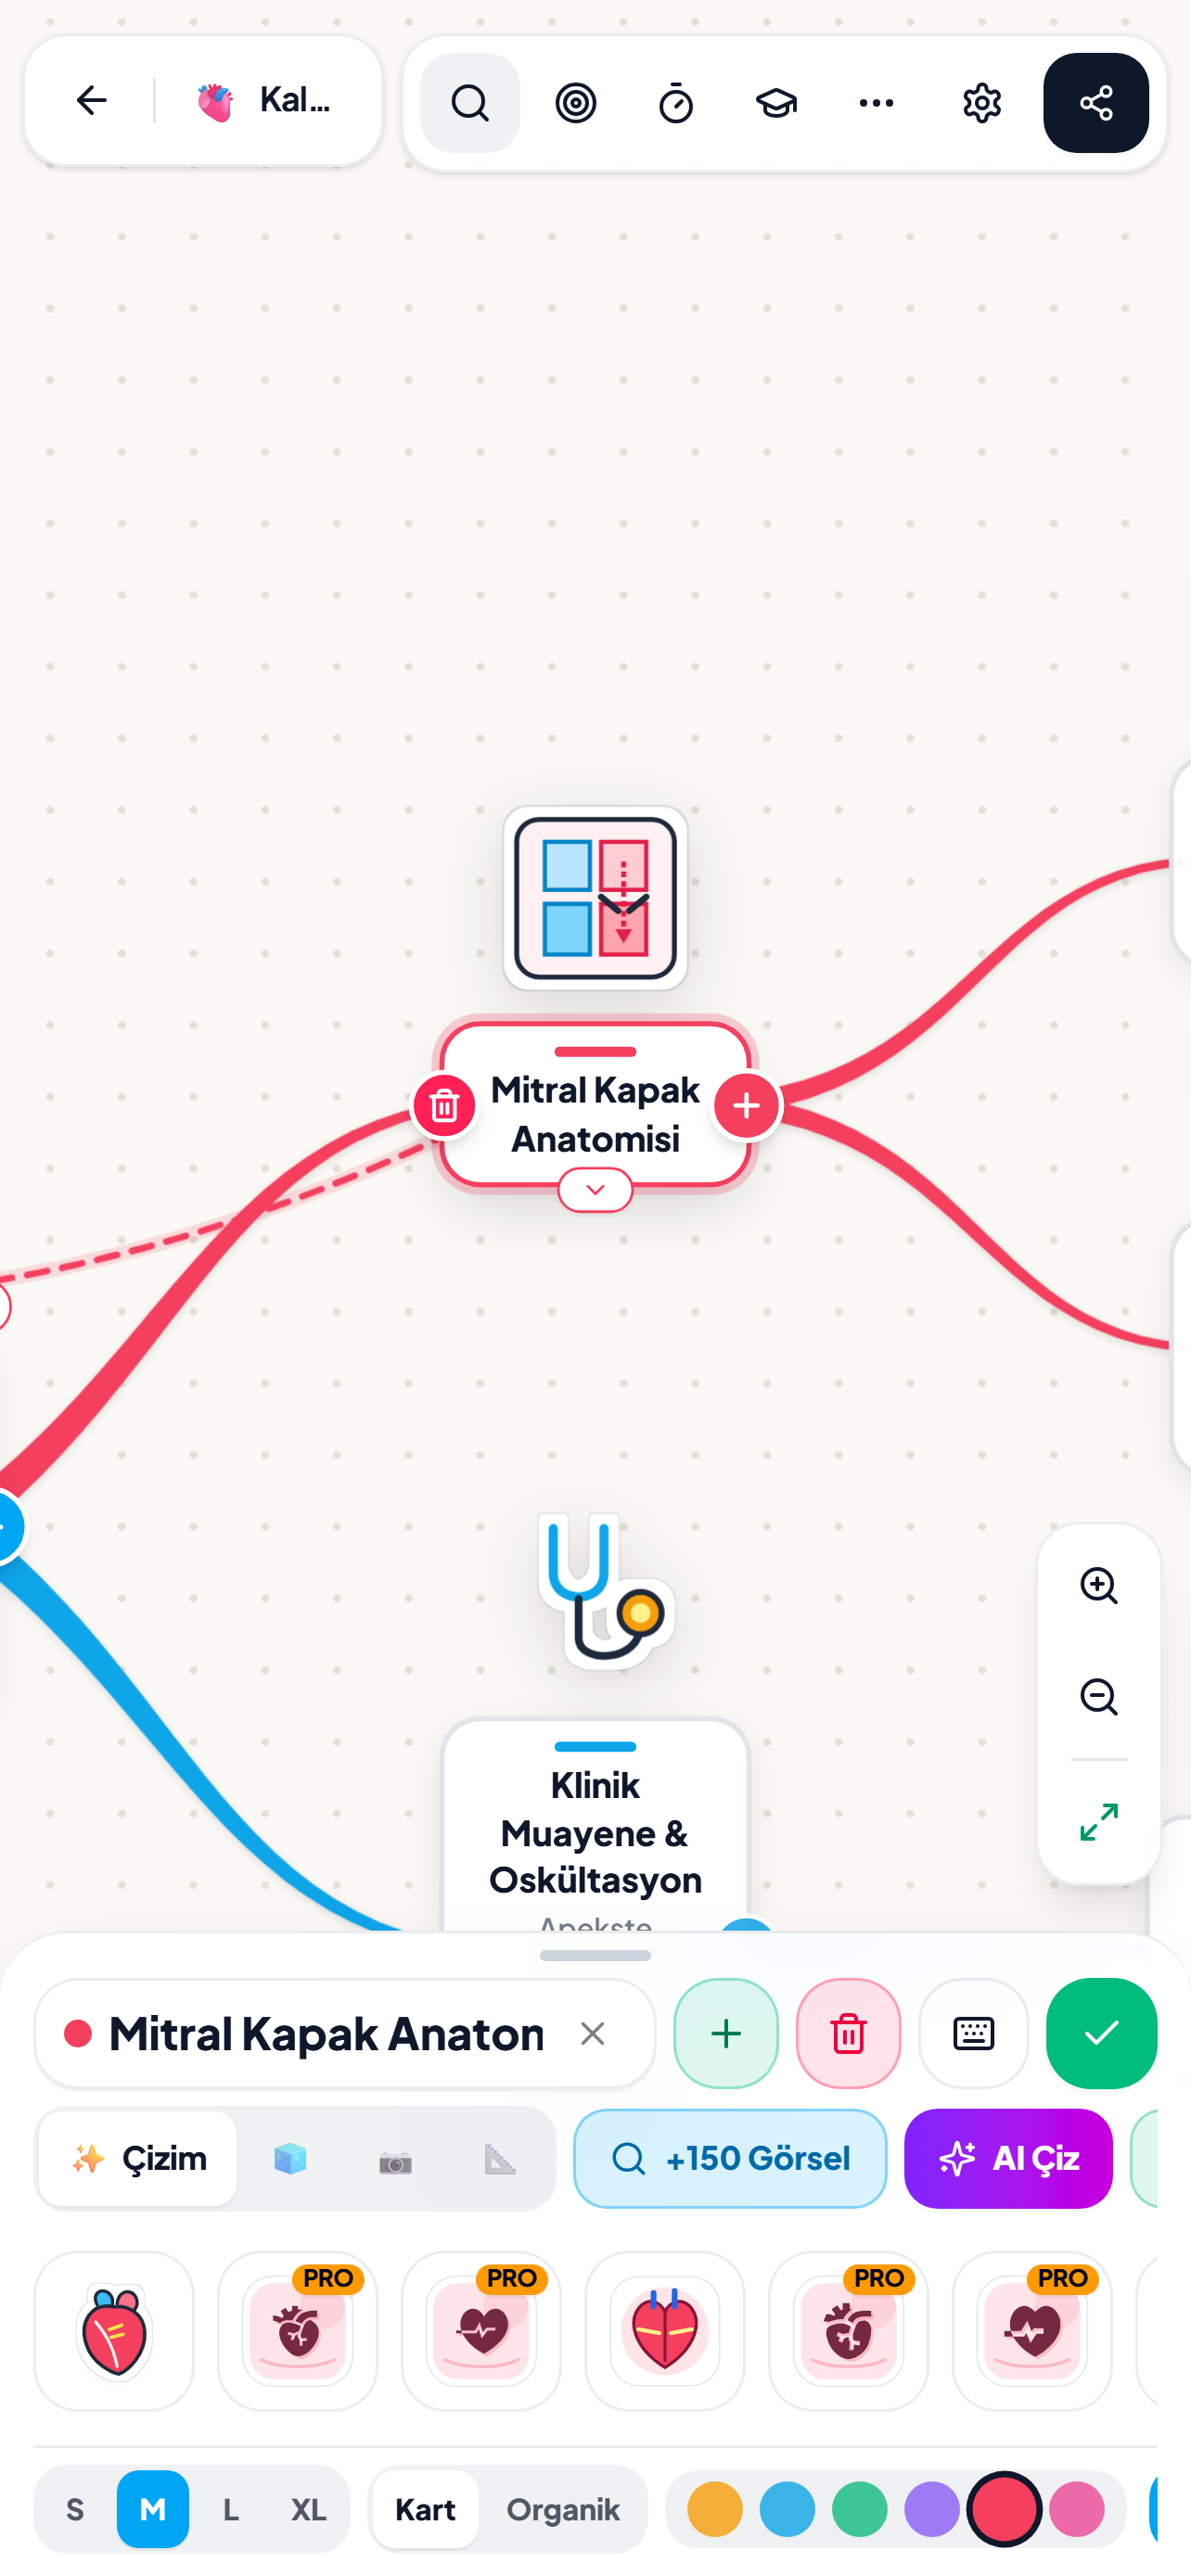 Kal...
Mitral Kapak
Anatomisi
Klinik
Muayene &
Oskültasyon
Apekste
Mitral Kapak Anaton
Çizim
+150 Görsel
AI Çiz
PRO
PRO
PRO
PRO
S M L XL
Kart Organik